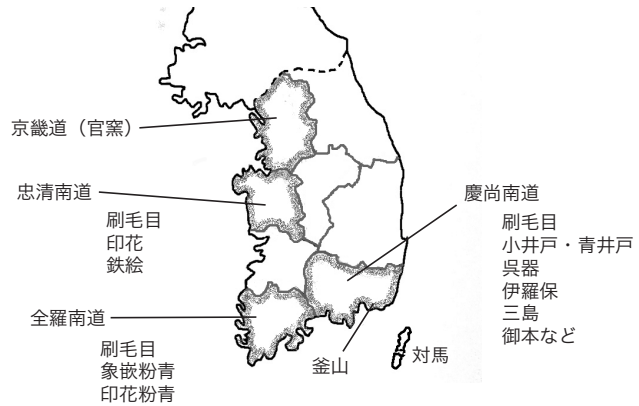 京畿道（官窯）
忠清南道
刷毛目
印花
鉄絵
全羅南道
刷毛目
象嵌粉青
印花粉青
慶尚南道
刷毛目
小井戸・青井戸
呉器
伊羅保
三島
御本など
釜山
対馬